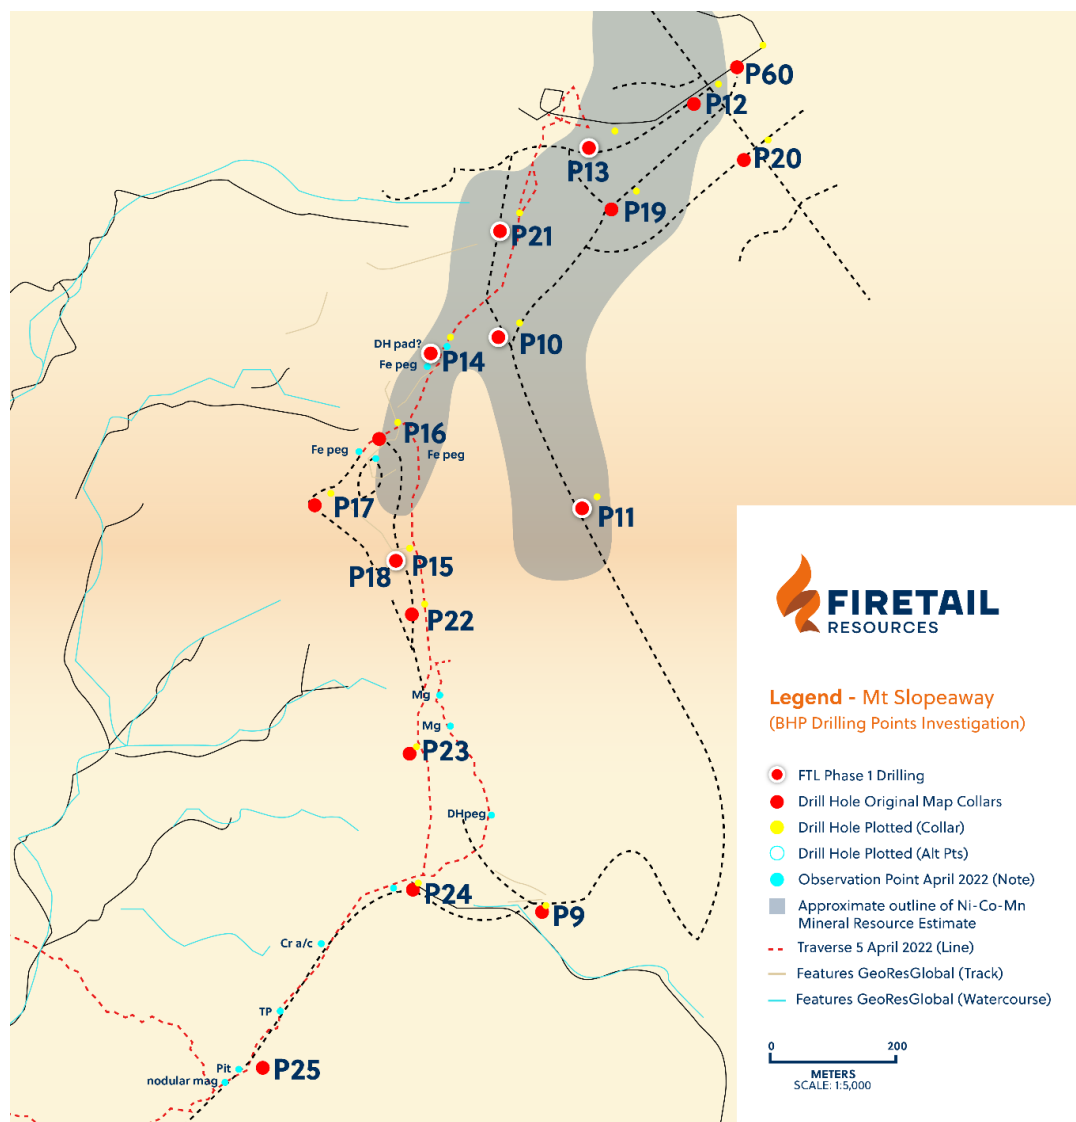 P60
P12
P20
P13
P19
P21
DH pad?
P10
P14
Fe peg
P16
Fe peg
Fe peg
P17
P11
P18
P15
P22
Mg
Mg
P23
DHpeg
P24
P9
Cr a/c
TP
Pit
P25
nodular mag
FIRETAIL
RESOURCES
Legend - Mt Slopeaway
(BHP Drilling Points Investigation)
FTL Phase 1 Drilling
Drill Hole Original Map Collars
Drill Hole Plotted (Collar)
Drill Hole Plotted (Alt Pts)
Observation Point April 2022 (Note)
Approximate outline of Ni-Co-Mn
Mineral Resource Estimate
Traverse 5 April 2022 (Line)
Features GeoResGlobal (Track)
Features GeoResGlobal (Watercourse)
0 200
METERS
SCALE: 1:5,000